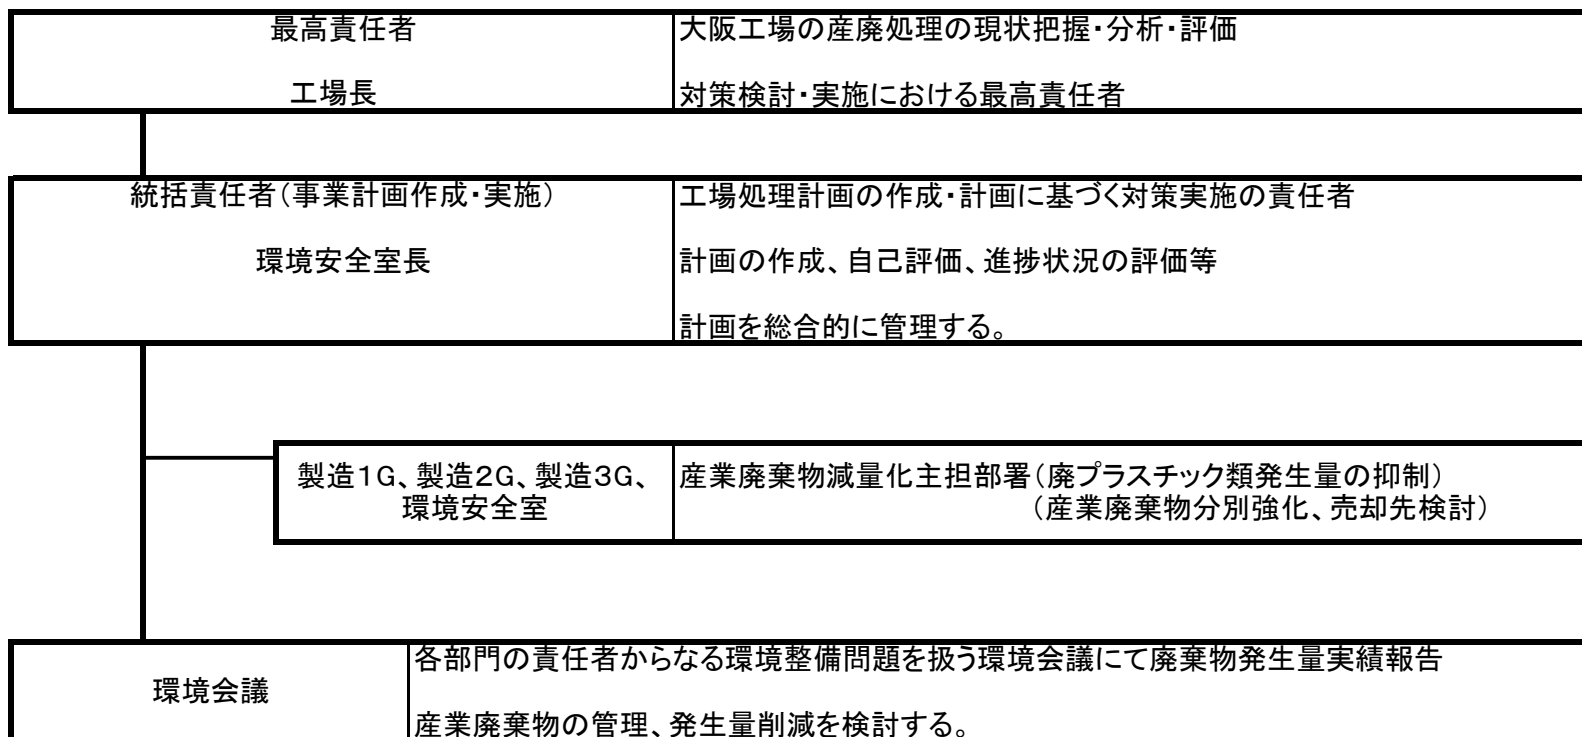 最高責任者
工場長
大阪工場の産廃処理の現状把握・分析・評価
対策検討・実施における最高責任者
統括責任者（事業計画作成・実施）
環境安全室長
工場処理計画の作成・計画に基づく対策実施の責任者
計画の作成、自己評価、進捗状況の評価等
計画を総合的に管理する。
製造１Ｇ、製造２Ｇ、製造３Ｇ、
環境安全室
産業廃棄物減量化主担部署（廃プラスチック類発生量の抑制）
（産業廃棄物分別強化、売却先検討）
環境会議
各部門の責任者からなる環境整備問題を扱う環境会議にて廃棄物発生量実績報告
産業廃棄物の管理、発生量削減を検討する。